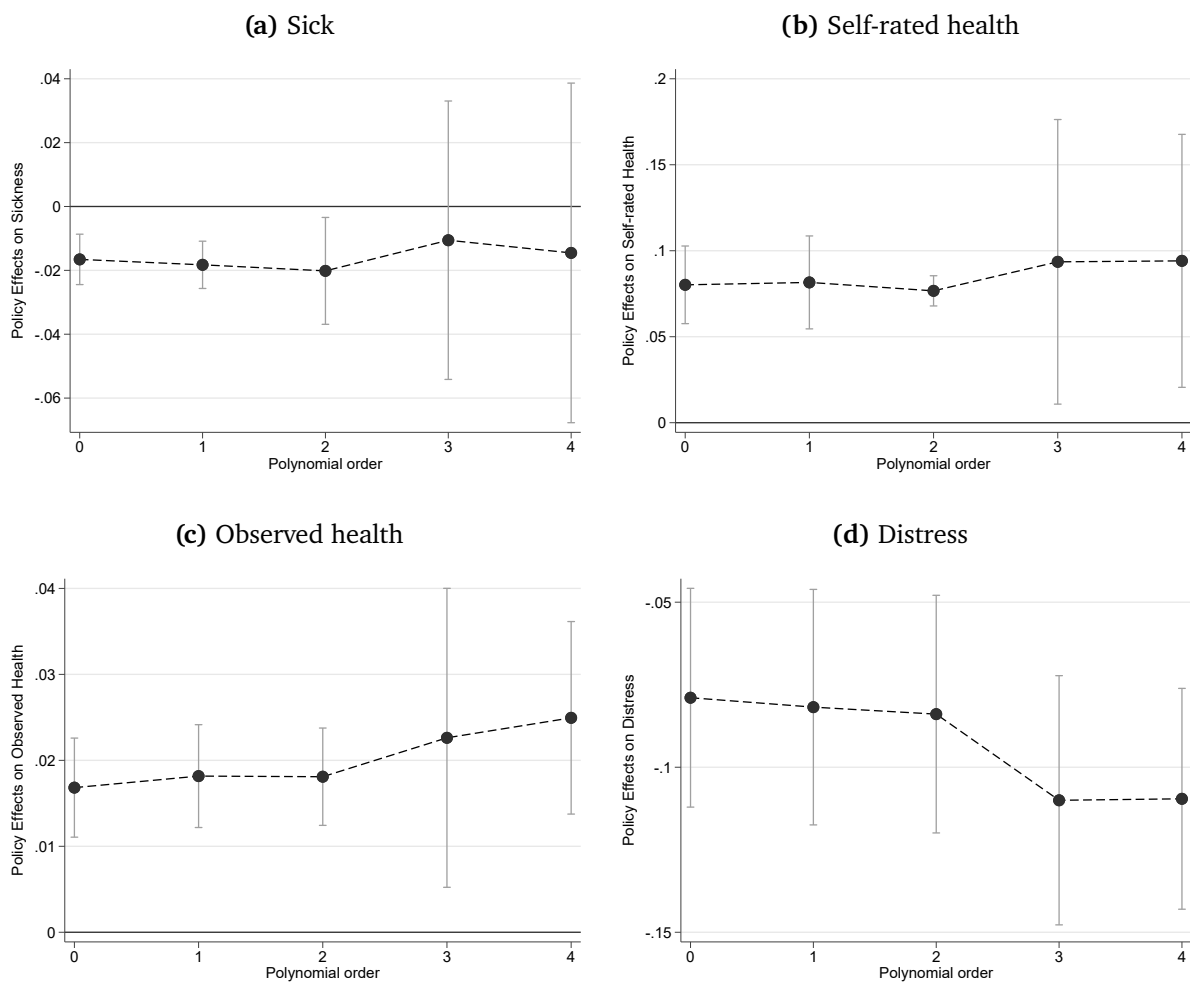 (a) Sick
.04
.02
0
-.02
-.04
-.06
Policy Effects on Sickness
0 1 2 3 4
Polynomial order
(b) Self-rated health
.2
.15
.1
.05
0
Policy Effects on Self-rated Health
0 1 2 3 4
Polynomial order
(c) Observed health
.04
.03
.02
.01
0
Policy Effects on Observed Health
0 1 2 3 4
Polynomial order
(d) Distress
-.05
-.1
-.15
Policy Effects on Distress
0 1 2 3 4
Polynomial order